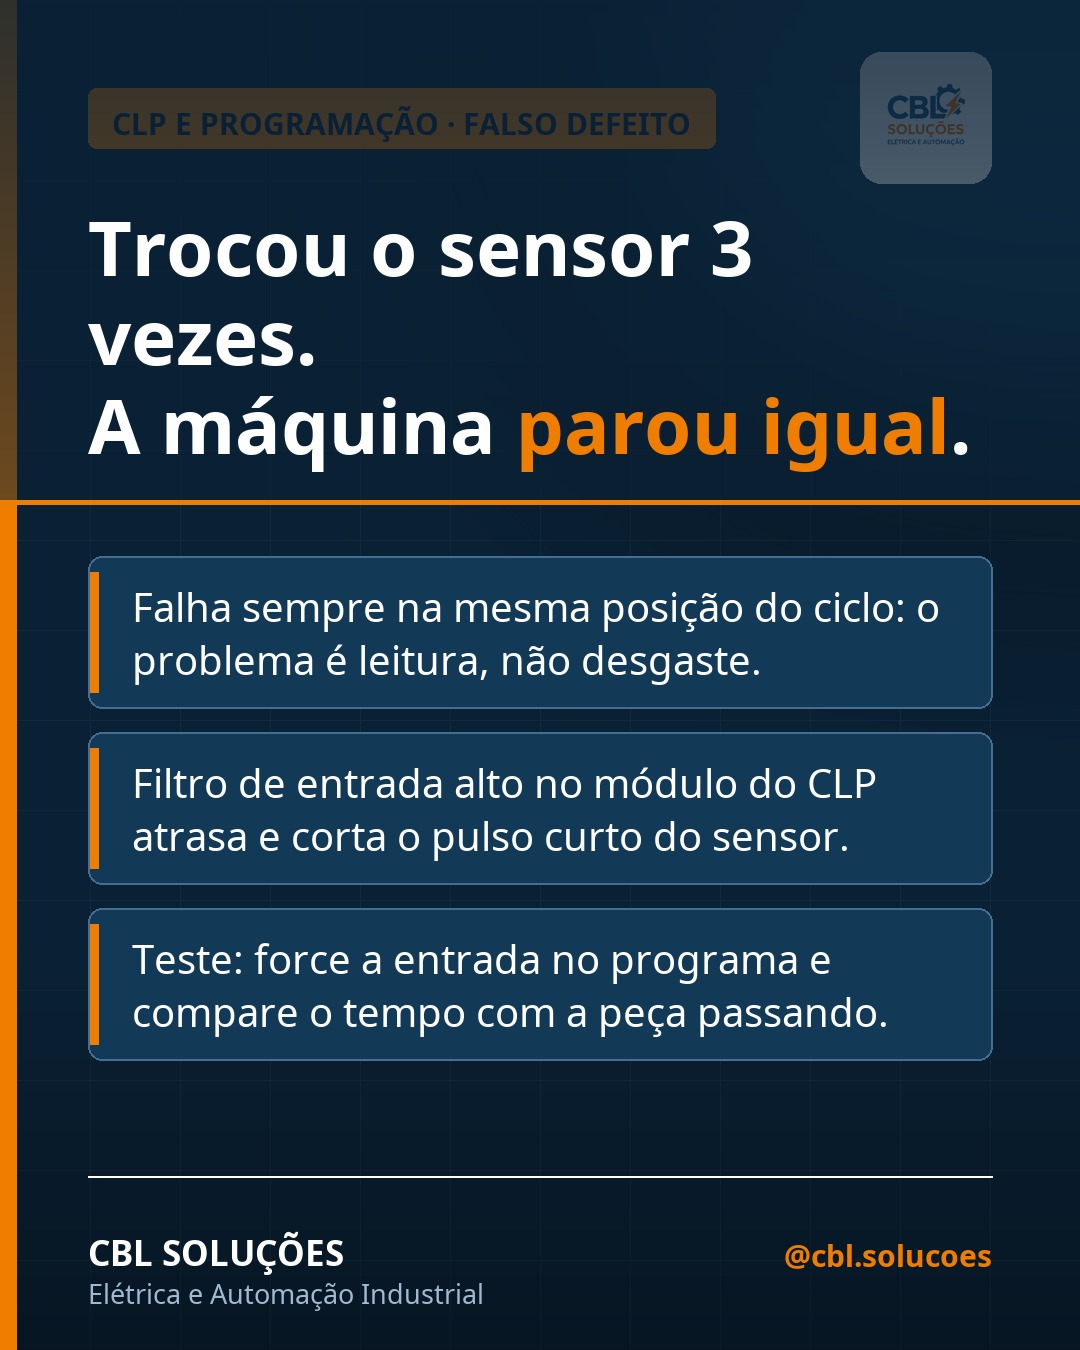 CLP E PROGRAMAÇÃO · FALSO DEFEITO
CBL
SOLUÇÕES
ELÉTRICA E AUTOMAÇÃO
Trocou o sensor 3
vezes.
A máquina parou igual.
Falha sempre na mesma posição do ciclo: o
problema é leitura, não desgaste.
Filtro de entrada alto no módulo do CLP
atrasa e corta o pulso curto do sensor.
Teste: force a entrada no programa e
compare o tempo com a peça passando.
CBL SOLUÇÕES
Elétrica e Automação Industrial
@cbl.solucoes